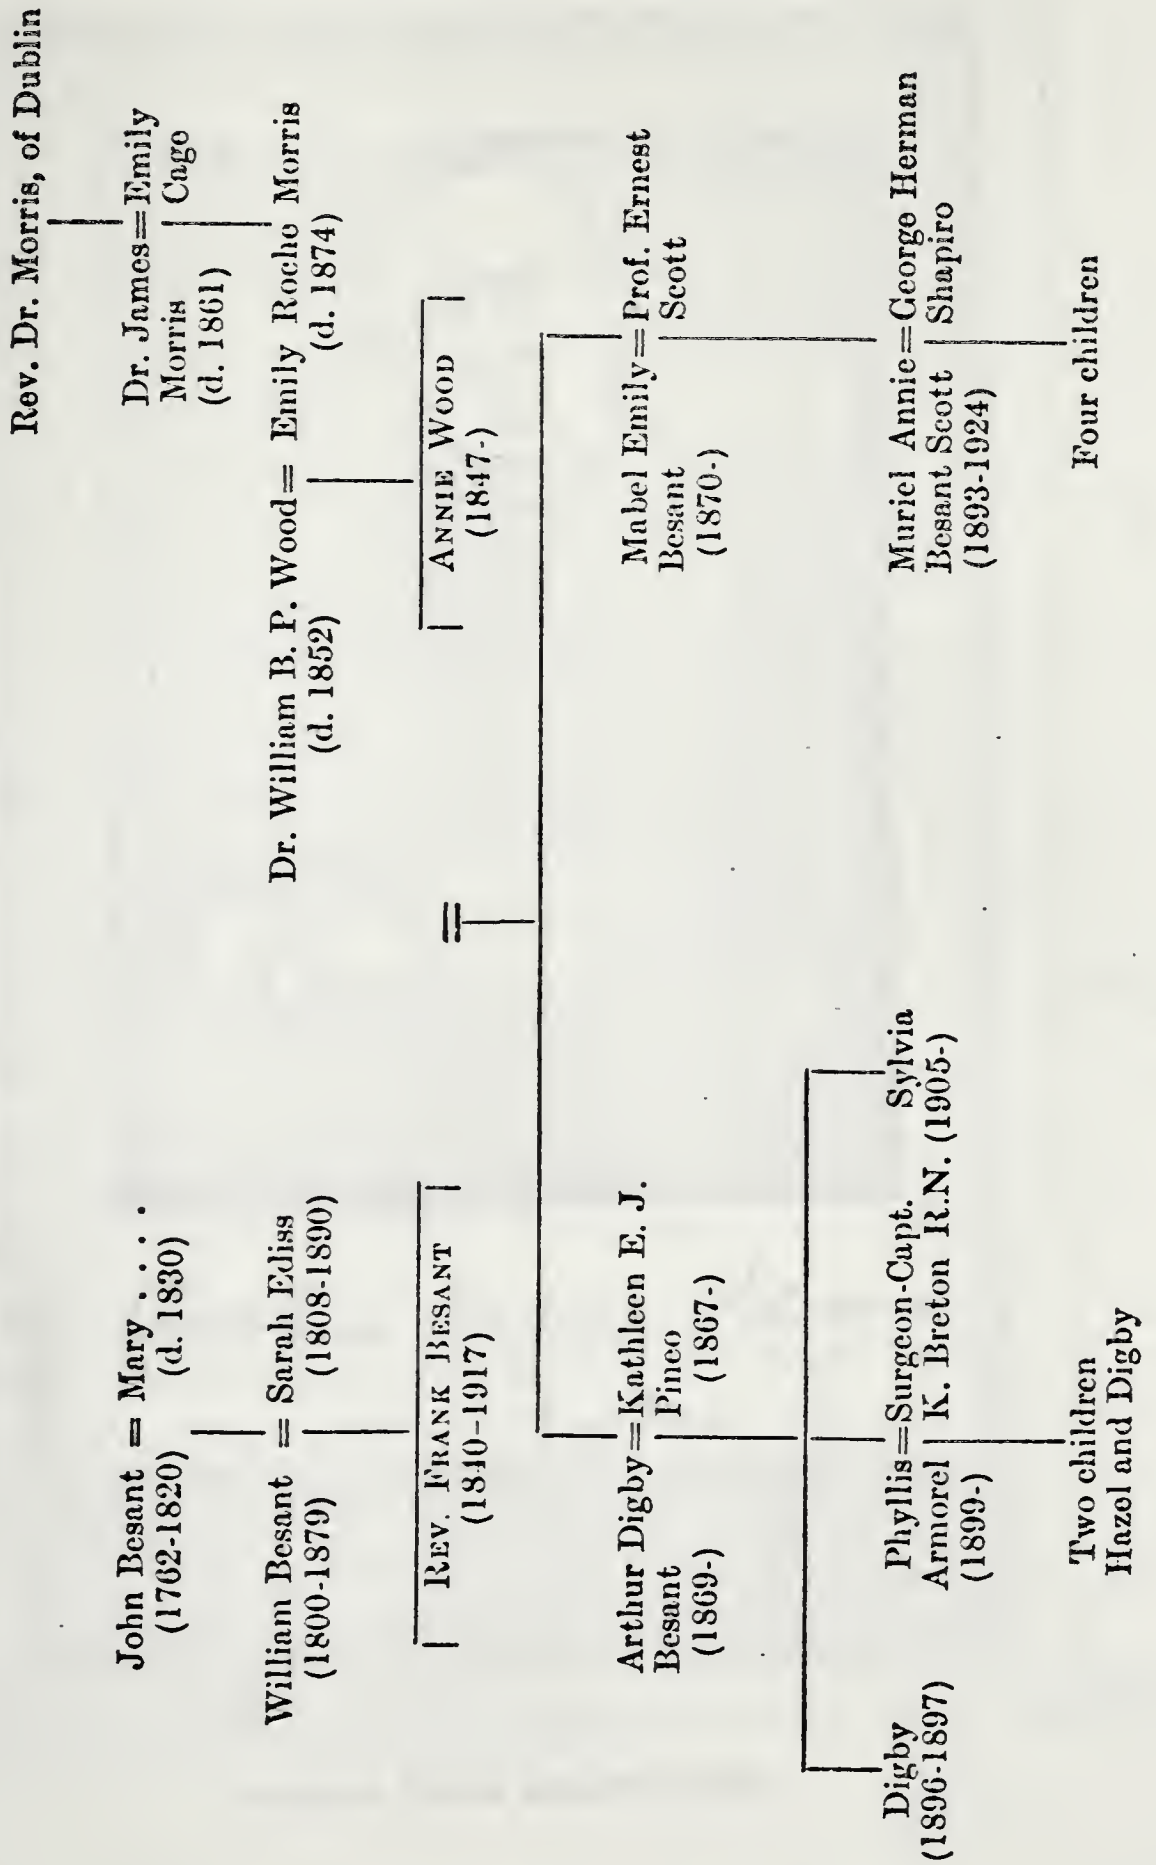 Rev. Dr. Morris, of Dublin
John Besant = Mary . . . .
(1762-1820) (d. 1830)
Dr. James=Emily
Morris Cage
(d. 1861)
William Besant = Sarah Ediss
(1800-1879) (1808-1890)
Dr. William B. P. Wood= Emily Roche Morris
(d. 1852) (d. 1874)
REV. FRANK BESANT
(1840-1917)
=
ANNIE WOOD
(1847-)
Arthur Digby=Kathleen E. J.
Besant Pinco
(1869-) (1867-)
Mabel Emily=Prof. Ernest
Besant Scott
(1870-)
Digby
(1896-1897)
Phyllis=Surgeon-Capt.
Armorel K. Breton R.N.
(1899-)
Sylvia
(1905-)
Muriel Annie=George Herman
Besant Scott Shapiro
(1893-1924)
Two children
Hazel and Digby
Four children